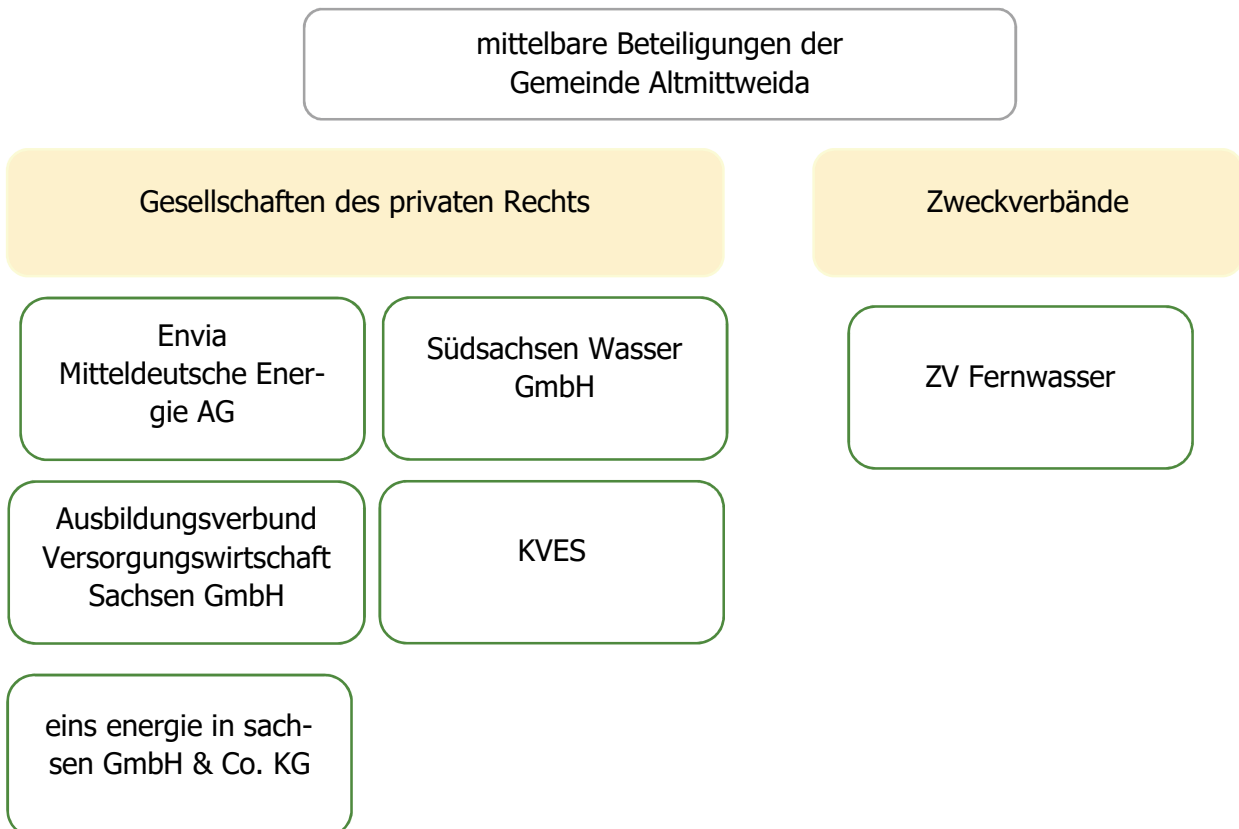 mittelbare Beteiligungen der
Gemeinde Altmittweida
Gesellschaften des privaten Rechts
Zweckverbände
Envia
Mitteldeutsche Ener-
gie AG
Südsachsen Wasser
GmbH
ZV Fernwasser
Ausbildungsverbund
Versorgungswirtschaft
Sachsen GmbH
KVES
eins energie in sach-
sen GmbH & Co. KG